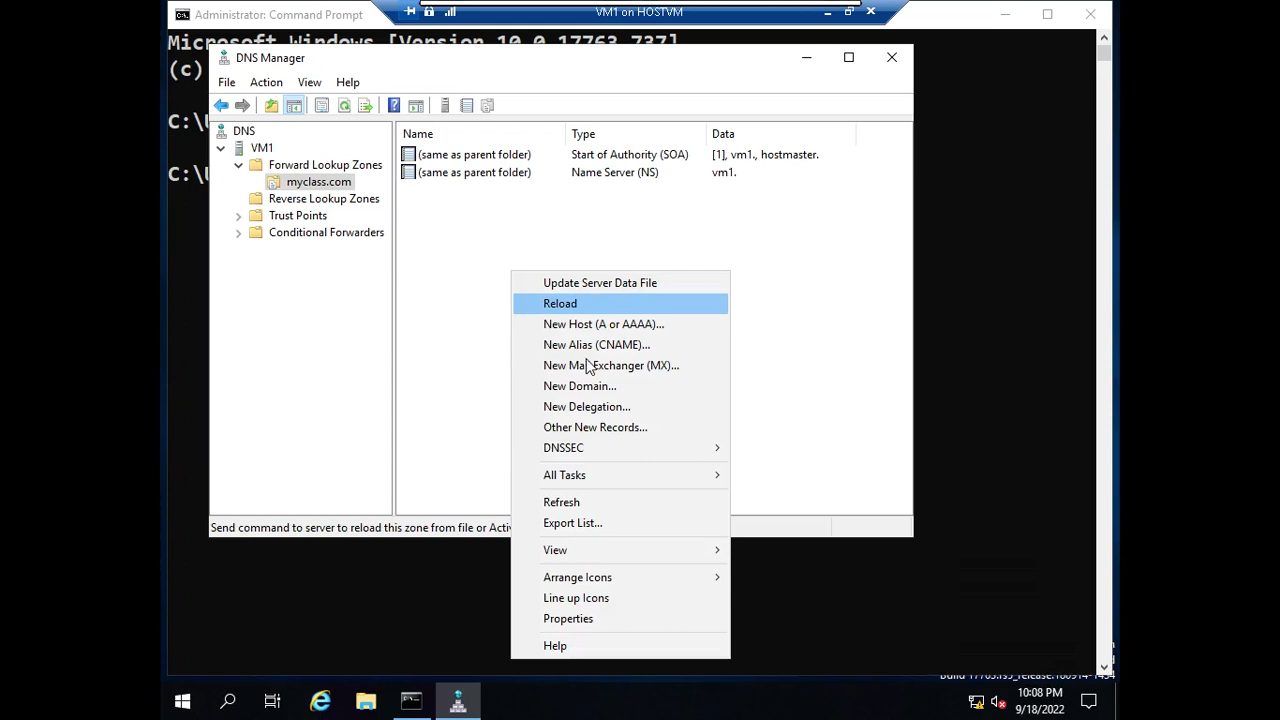 Administrator: Command Prompt
VM1 on HOSTVM
Microsoft Windows [Version 10.0.17763.737]
(c)
DNS Manager
File Action View Help
C:\
DNS
VM1
Forward Lookup Zones
myclass.com
Reverse Lookup Zones
Trust Points
Conditional Forwarders
C:\
Name Type Data
(same as parent folder) Start of Authority (SOA) [1], vm1., hostmaster.
(same as parent folder) Name Server (NS) vm1.
Update Server Data File
Reload
New Host (A or AAAA)...
New Alias (CNAME)...
New Mail Exchanger (MX)...
New Domain...
New Delegation...
Other New Records...
DNSSEC
All Tasks
Refresh
Export List...
View
Arrange Icons
Line up Icons
Properties
Help
Send command to server to reload this zone from file or
Build 17763.rs5_release.180914-1434
10:08 PM
9/18/2022